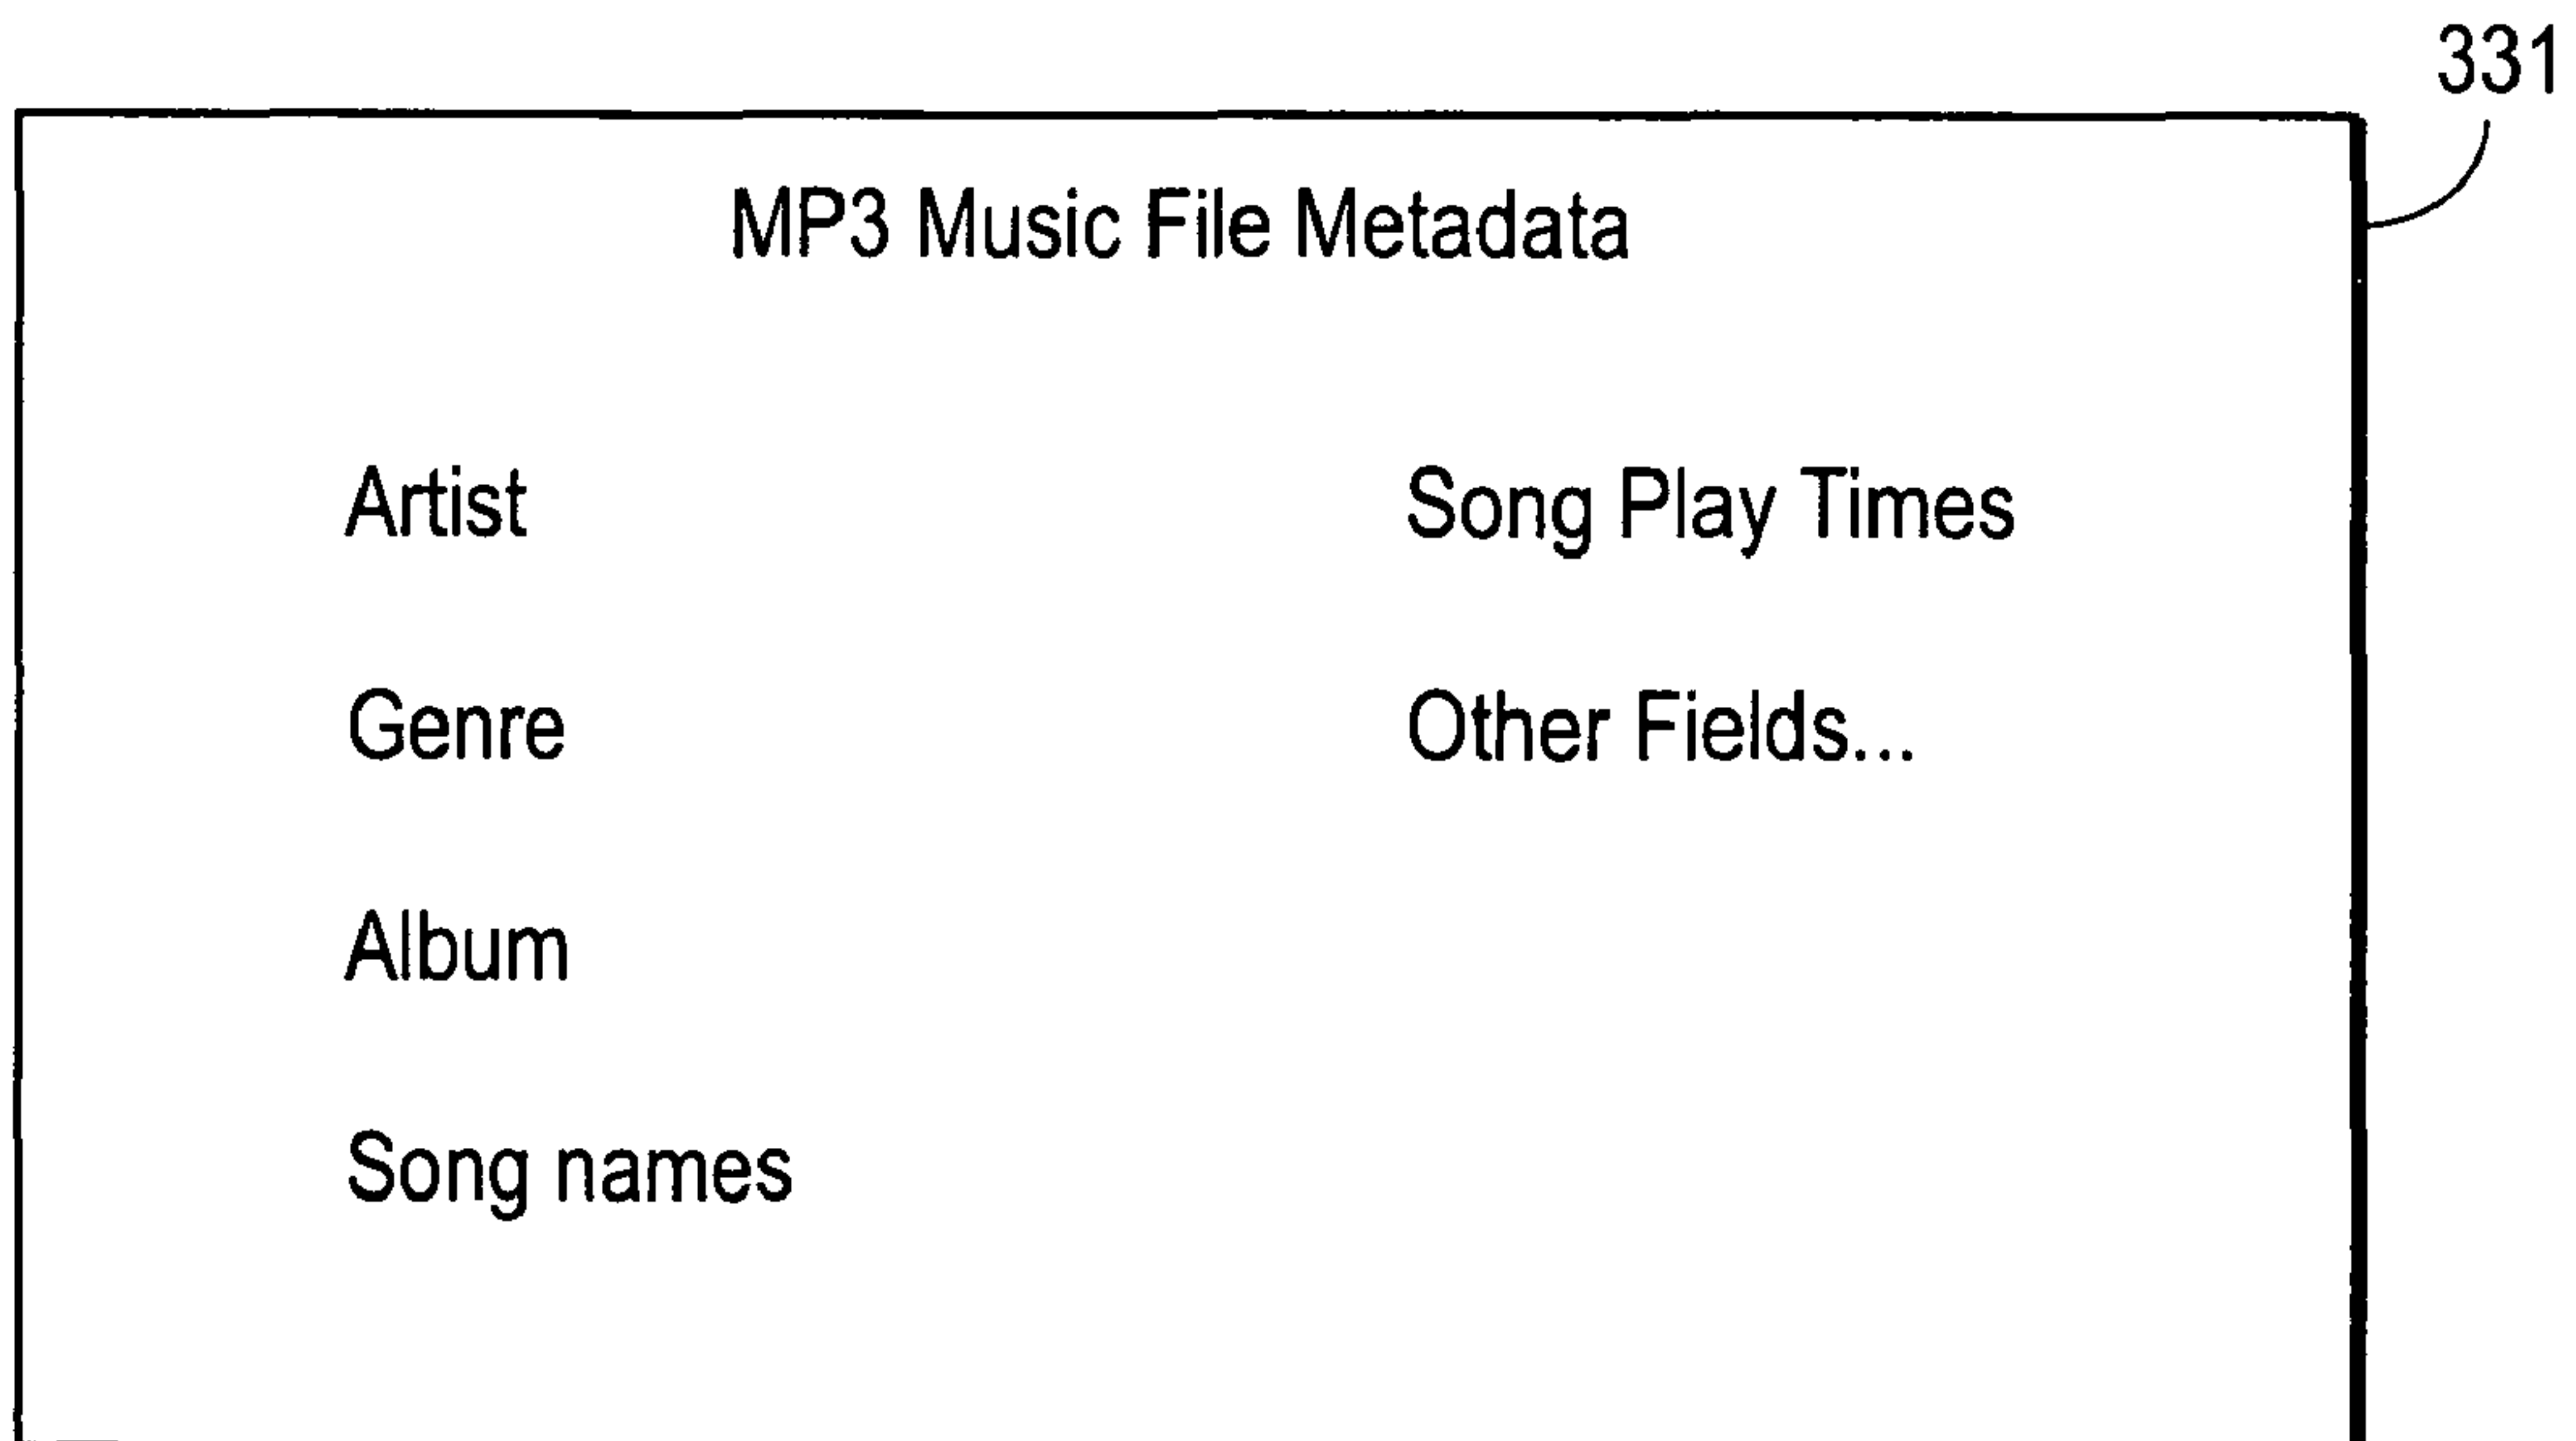 331
MP3 Music File Metadata
Artist
Song Play Times
Genre
Other Fields...
Album
Song names